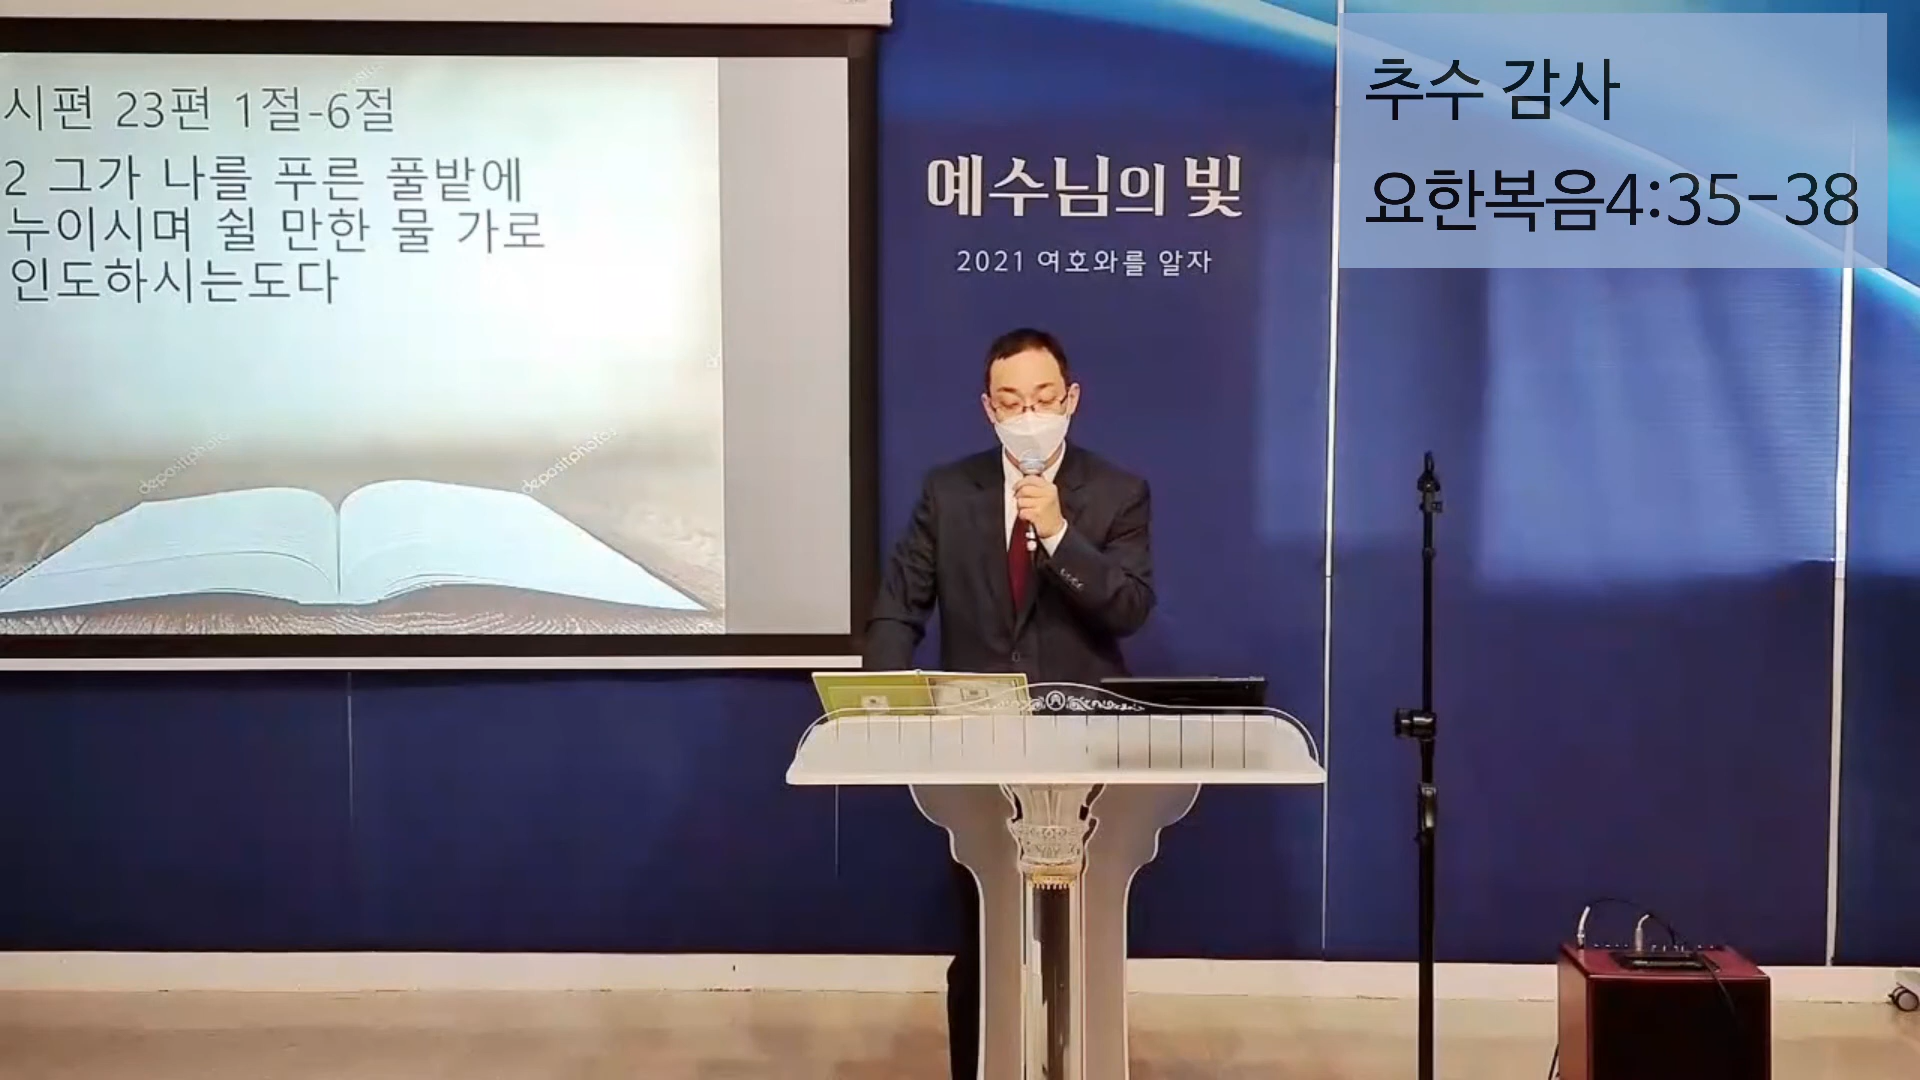 시편 23편 1절-6절
2 그가 나를 푸른 풀밭에
누이시며 쉴 만한 물 가로
인도하시는도다
depositphotos
depositphotos
예수님의 빛
2021 여호와를 알자
추수 감사
요한복음4:35-38